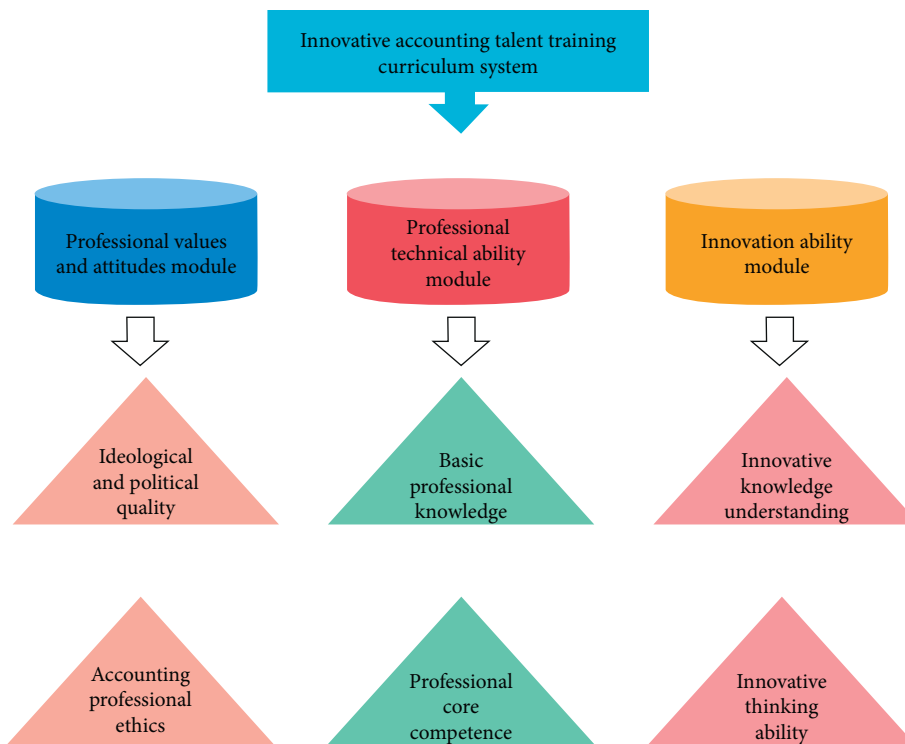 Innovative accounting talent training
curriculum system
Professional values
and attitudes module
Professional
technical ability
module
Innovation ability
module
Ideological
and political
quality
Basic
professional
knowledge
Innovative
knowledge
understanding
Accounting
professional
ethics
Professional
core
competence
Innovative
thinking
ability